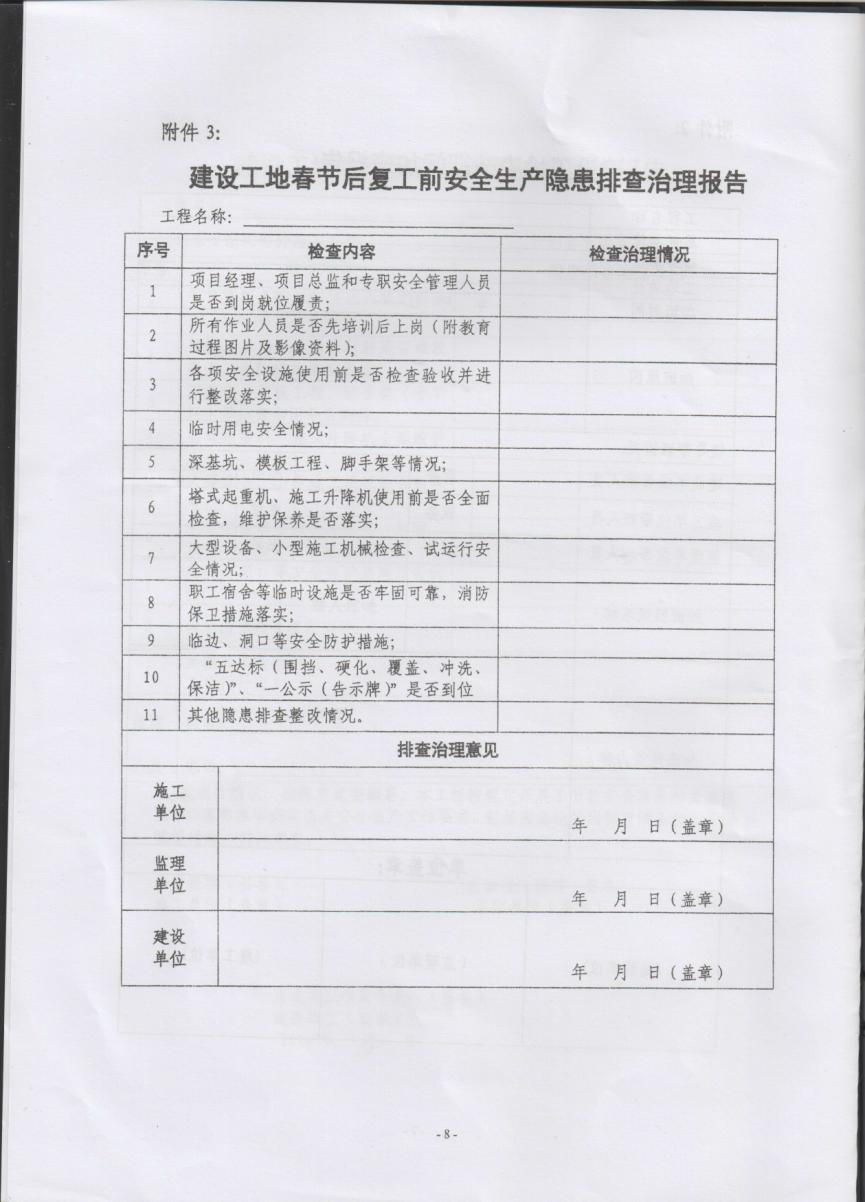 附件 3:
建设工地春节后复工前安全生产隐患排查治理报告
工程名称:
序号 检查内容 检查治理情况
1 项目经理、项目总监和专职安全管理人员
是否到岗就位履责;
2 所有作业人员是否先培训后上岗(附教育
过程图片及影像资料);
3 各项安全设施使用前是否检查验收并进
行整改落实;
4 临时用电安全情况;
5 深基坑、模板工程、脚手架等情况;
6 塔式起重机、施工升降机使用前是否全面
检查,维护保养是否落实;
7 大型设备、小型施工机械检查、试运行安
全情况;
8 职工宿舍等临时设施是否牢固可靠,消防
保卫措施落实;
9 临边、洞口等安全防护措施;
10 “五达标(围挡、硬化、覆盖、冲洗、
保洁)”、“一公示(告示牌)”是否到位
11 其他隐患排查整改情况。
排查治理意见
施工
单位
年 月 日(盖章)
监理
单位
年 月 日(盖章)
建设
单位
年 月 日(盖章)
- 8 -